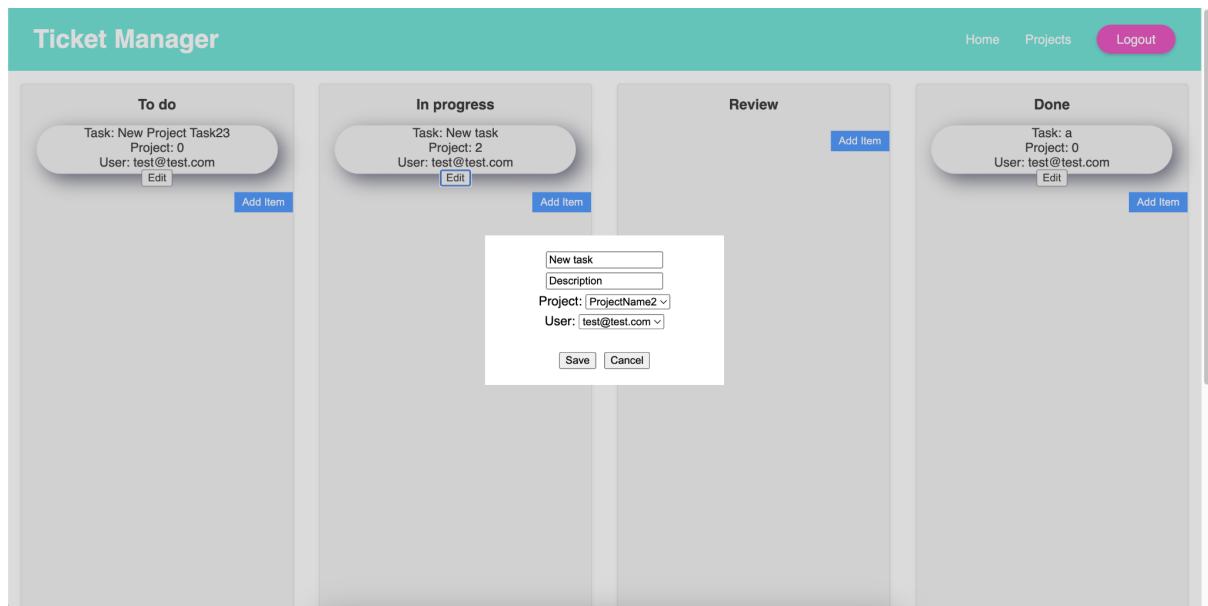 Ticket Manager
Home Projects Logout
To do
Task: New Project Task23
Project: 0
User: test@test.com
Edit
Add Item
In progress
Task: New task
Project: 2
User: test@test.com
Edit
Add Item
Review
Add Item
Done
Task: a
Project: 0
User: test@test.com
Edit
Add Item
New task
Description
Project: ProjectName2
User: test@test.com
Save Cancel